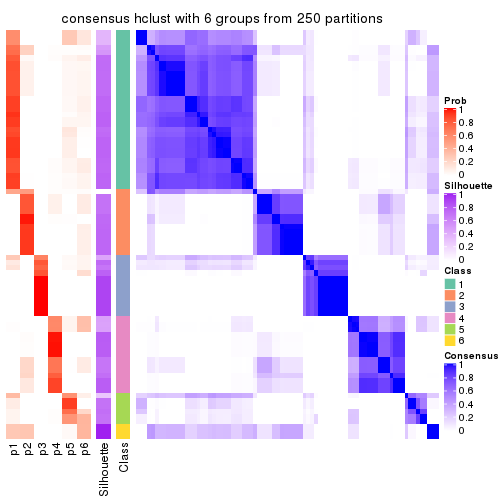 consensus hclust with 6 groups from 250 partitions
Prob
1
0.8
0.6
0.4
0.2
0
Silhouette
1
0.8
0.6
0.4
0.2
0
Class
1
2
3
4
5
6
Consensus
1
0.8
0.6
0.4
0.2
0
p1
p2
p3
p4
p5
p6
Silhouette
Class